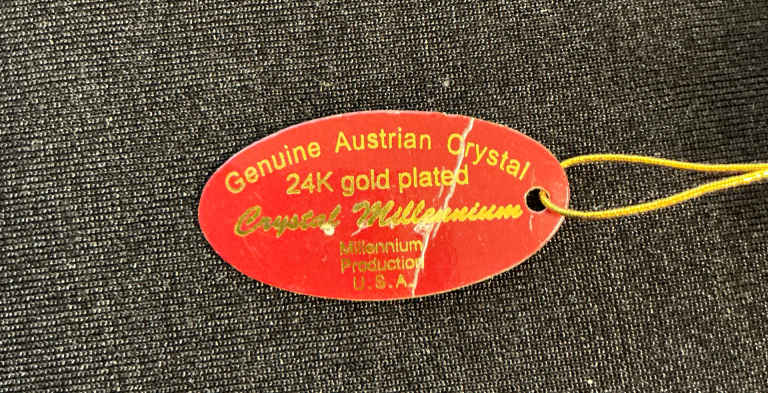 Genuine Austrian Crystal
24K gold plated
Crystal Millennium
Millennium
Production
U.S.A.